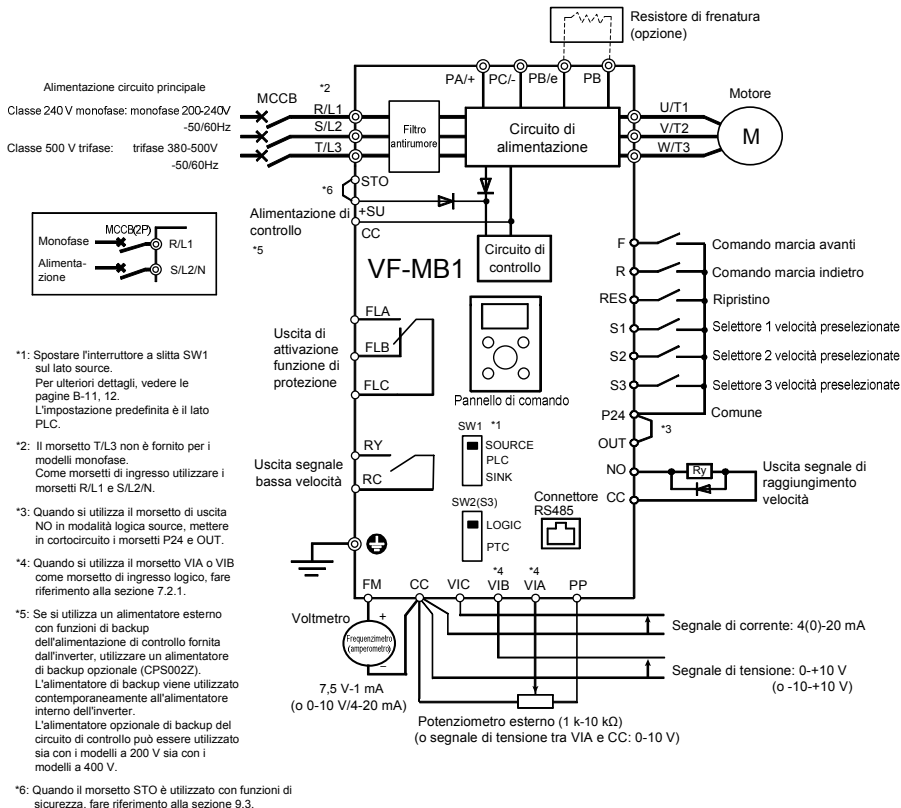 Resistore di frenatura
(opzione)
PA/+
PC/-
PB/e
PB
Alimentazione circuito principale
MCCB
*2
Classe 240 V monofase: monofase 200-240V
-50/60Hz
Classe 500 V trifase: trifase 380-500V
-50/60Hz
R/L1
S/L2
T/L3
Filtro
antirumore
Circuito di
alimentazione
U/T1
V/T2
W/T3
Motore
M
STO
*6
+SU
Alimentazione di
controllo
CC
*5
Circuito di
controllo
VF-MB1
MCCB(2P)
Monofase
R/L1
Alimenta-
zione
S/L2/N
F
Comando marcia avanti
R
Comando marcia indietro
RES
Ripristino
S1
Selettore 1 velocità preselezionate
S2
Selettore 2 velocità preselezionate
S3
Selettore 3 velocità preselezionate
P24
Comune
*3
OUT
NO
Ry
CC
Uscita segnale di
raggiungimento
velocità
FLA
FLB
FLC
Uscita di
attivazione
funzione di
protezione
Pannello di comando
SW1 *1
SOURCE
PLC
SINK
RY
RC
Uscita segnale
bassa velocità
SW2(S3)
LOGIC
PTC
Connettore
RS485
*4
*4
FM
CC
VIC
VIB
VIA
PP
Voltmetro
+
Frequenzimetro
(amperometro)
−
7,5 V-1 mA
(o 0-10 V/4-20 mA)
Segnale di corrente: 4(0)-20 mA
Segnale di tensione: 0-+10 V
(o -10-+10 V)
Potenziometro esterno (1 k-10 kΩ)
(o segnale di tensione tra VIA e CC: 0-10 V)
*1: Spostare l'interruttore a slitta SW1
sul lato source.
Per ulteriori dettagli, vedere le
pagine B-11, 12.
L'impostazione predefinita è il lato
PLC.
*2: Il morsetto T/L3 non è fornito per i
modelli monofase.
Come morsetti di ingresso utilizzare i
morsetti R/L1 e S/L2/N.
*3: Quando si utilizza il morsetto di uscita
NO in modalità logica source, mettere
in cortocircuito i morsetti P24 e OUT.
*4: Quando si utilizza il morsetto VIA o VIB
come morsetto di ingresso logico, fare
riferimento alla sezione 7.2.1.
*5: Se si utilizza un alimentatore esterno
con funzioni di backup
dell'alimentazione di controllo fornita
dall'inverter, utilizzare un alimentatore
di backup opzionale (CPS002Z).
L'alimentatore di backup viene utilizzato
contemporaneamente all'alimentatore
interno dell'inverter.
L'alimentatore opzionale di backup del
circuito di controllo può essere utilizzato
sia con i modelli a 200 V sia con i
modelli a 400 V.
*6: Quando il morsetto STO è utilizzato con funzioni di
sicurezza, fare riferimento alla sezione 9.3.